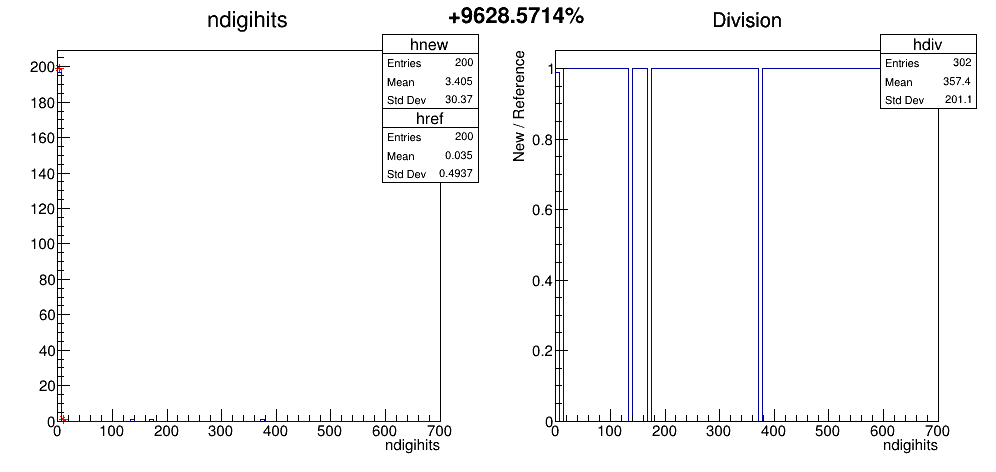 +9628.5714%
ndigihits
hnew
Entries 200
Mean 3.405
Std Dev 30.37
href
Entries 200
Mean 0.035
Std Dev 0.4937
200
180
160
140
120
100
80
60
40
20
0
0 100 200 300 400 500 600 700
ndigihits
Division
hdiv
Entries 302
Mean 357.4
Std Dev 201.1
New / Reference
1
0.8
0.6
0.4
0.2
0
0 100 200 300 400 500 600 700
ndigihits